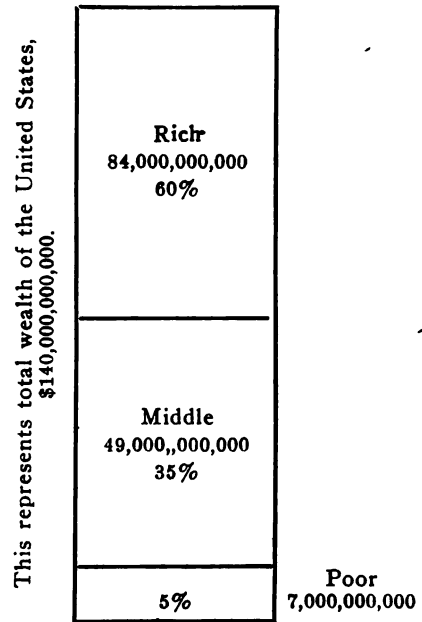 This represents total wealth of the United States,
$140,000,000,000.
Rich
84,000,000,000
60%
Middle
49,000,,000,000
35%
5%
Poor
7,000,000,000